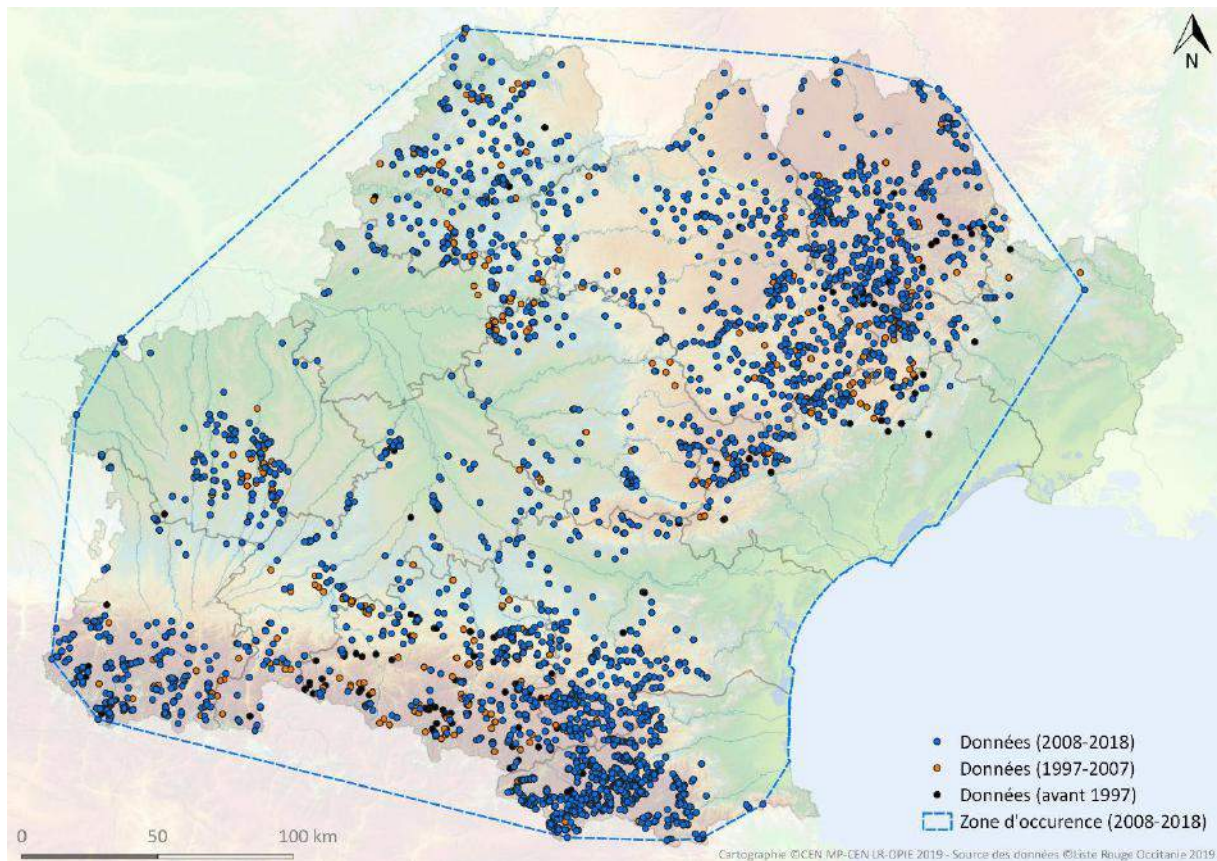 N
Données (2008-2018)
Données (1997-2007)
Données (avant 1997)
Zone d'occurence (2008-2018)
0 50 100 km
Cartographie ©CEN MP-CEN LR-OPIE 2019 - Source des données ©Liste Rouge Occitanie 2019